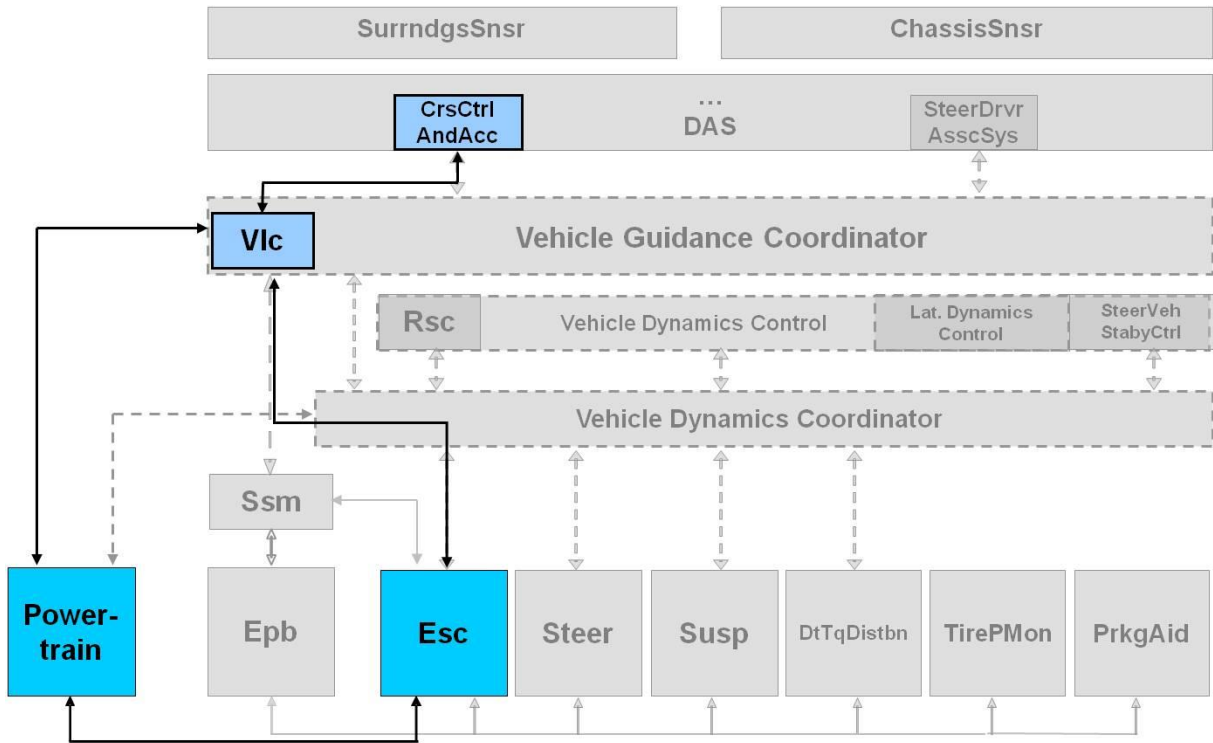 SurrndgsSnsr
ChassisSnsr
CrsCtrl
AndAcc
...
DAS
SteerDrvr
AsscSys
Vlc
Vehicle Guidance Coordinator
Rsc
Vehicle Dynamics Control
Lat. Dynamics
Control
SteerVeh
StabyCtrl
Vehicle Dynamics Coordinator
Ssm
Power-
train
Epb
Esc
Steer
Susp
DtTqDistbn
TirePMon
PrkgAid